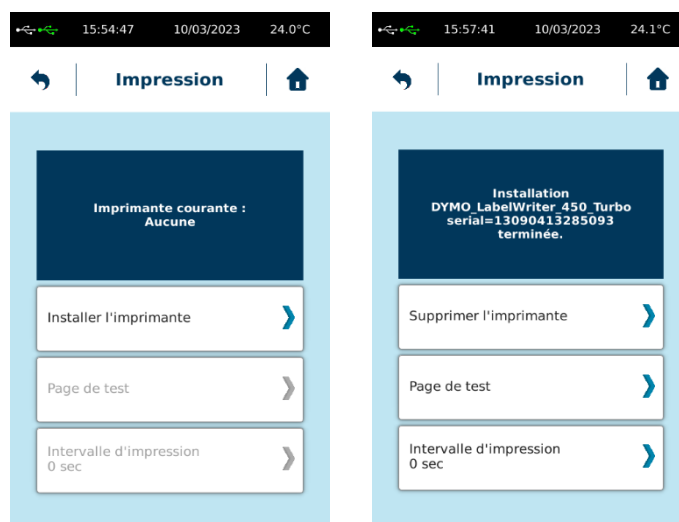 15:54:47 10/03/2023 24.0°C
Impression
Imprimante courante :
Aucune
Installer l'imprimante
Page de test
Intervalle d'impression
0 sec
15:57:41 10/03/2023 24.1°C
Impression
Installation
DYMO_LabelWriter_450_Turbo
serial=13090413285093
terminée.
Supprimer l'imprimante
Page de test
Intervalle d'impression
0 sec